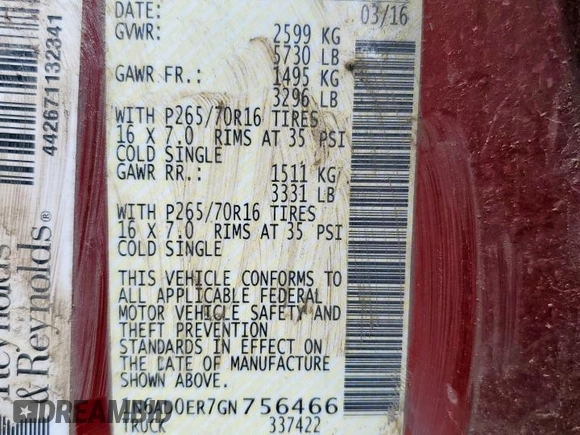 DATE: 03/16
GVWR: 2599 KG
5730 LB
GAWR FR.: 1495 KG
3296 LB
WITH P265/70R16 TIRES
16 X 7.0 RIMS AT 35 PSI
COLD SINGLE
GAWR RR.: 1511 KG
3331 LB
WITH P265/70R16 TIRES
16 X 7.0 RIMS AT 35 PSI
COLD SINGLE
THIS VEHICLE CONFORMS TO
ALL APPLICABLE FEDERAL
MOTOR VEHICLE SAFETY AND
THEFT PREVENTION
STANDARDS IN EFFECT ON
THE DATE OF MANUFACTURE
SHOWN ABOVE.
1N6AD0ER7GN 756466
TRUCK 337422
442671132341
Reynolds
& Reynolds®
DREAMBID